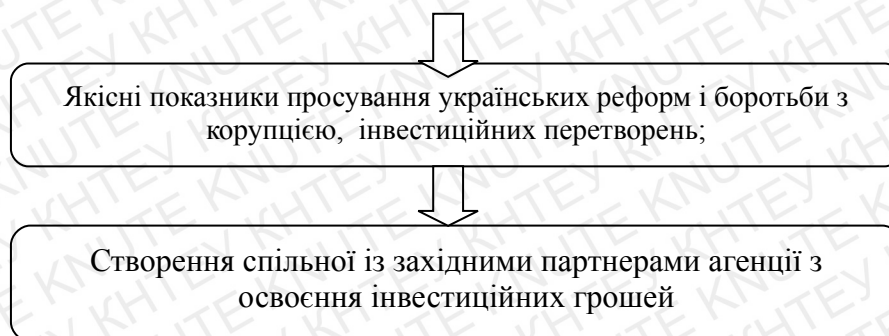 Якісні показники просування українських реформ і боротьби з
корупцією, інвестиційних перетворень;
Створення спільної із західними партнерами агенції з
освоєння інвестиційних грошей